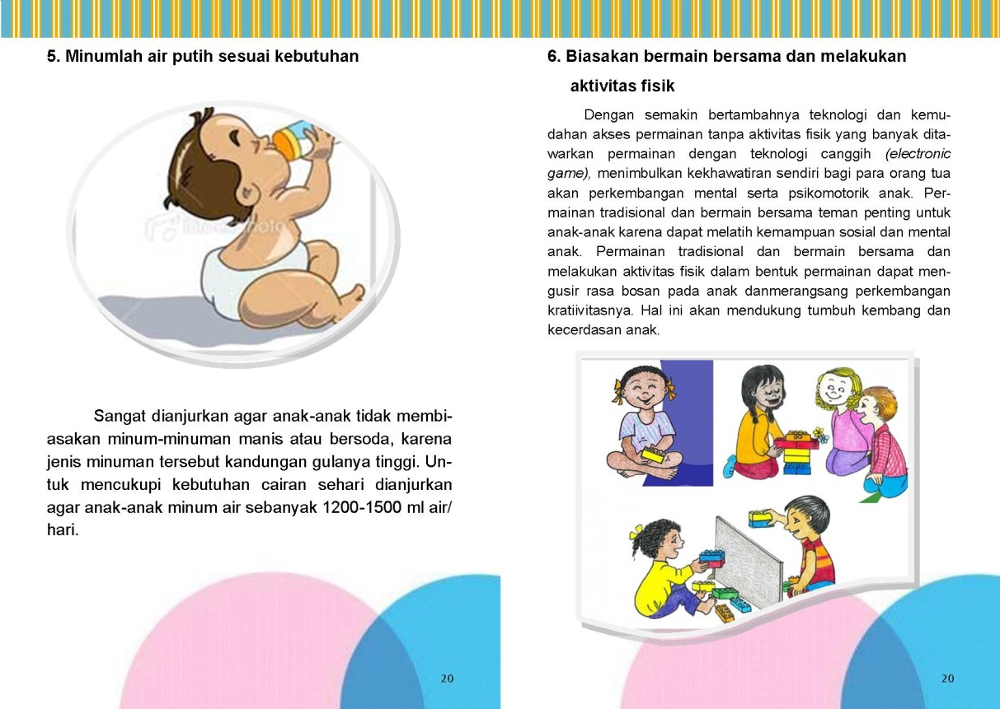 5. Minumlah air putih sesuai kebutuhan
iStockphoto
Sangat dianjurkan agar anak-anak tidak membi-
asakan minum-minuman manis atau bersoda, karena
jenis minuman tersebut kandungan gulanya tinggi. Un-
tuk mencukupi kebutuhan cairan sehari dianjurkan
agar anak-anak minum air sebanyak 1200-1500 ml air/
hari.
20
6. Biasakan bermain bersama dan melakukan
aktivitas fisik
Dengan semakin bertambahnya teknologi dan kemu-
dahan akses permainan tanpa aktivitas fisik yang banyak dita-
warkan permainan dengan teknologi canggih (electronic
game), menimbulkan kekhawatiran sendiri bagi para orang tua
akan perkembangan mental serta psikomotorik anak. Per-
mainan tradisional dan bermain bersama teman penting untuk
anak-anak karena dapat melatih kemampuan sosial dan mental
anak. Permainan tradisional dan bermain bersama dan
melakukan aktivitas fisik dalam bentuk permainan dapat men-
gusir rasa bosan pada anak danmerangsang perkembangan
kratiivitasnya. Hal ini akan mendukung tumbuh kembang dan
kecerdasan anak.
20